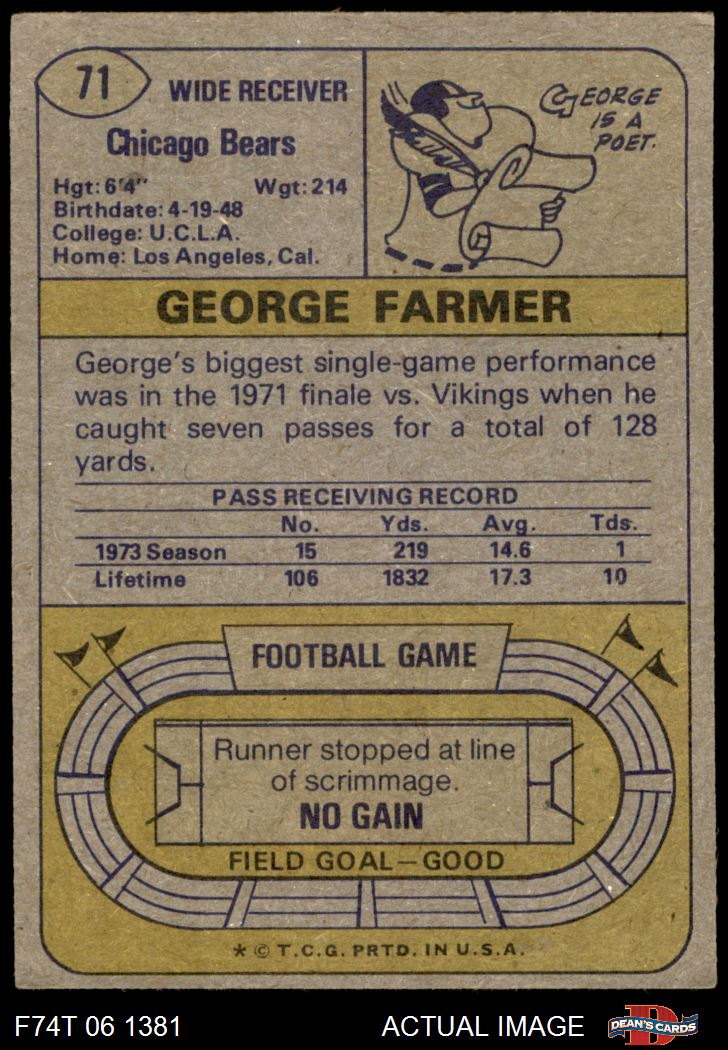 71
WIDE RECEIVER
Chicago Bears
Hgt: 6'4" Wgt: 214
Birthdate: 4-19-48
College: U.C.L.A.
Home: Los Angeles, Cal.
GEORGE
IS A
POET.
GEORGE FARMER
George's biggest single-game performance
was in the 1971 finale vs. Vikings when he
caught seven passes for a total of 128
yards.
PASS RECEIVING RECORD
No. Yds. Avg. Tds.
1973 Season 15 219 14.6 1
Lifetime 106 1832 17.3 10
FOOTBALL GAME
Runner stopped at line
of scrimmage.
NO GAIN
FIELD GOAL—GOOD
* © T.C.G. PRTD. IN U.S.A.
F74T 06 1381 ACTUAL IMAGE
D
DEAN'S CARDS